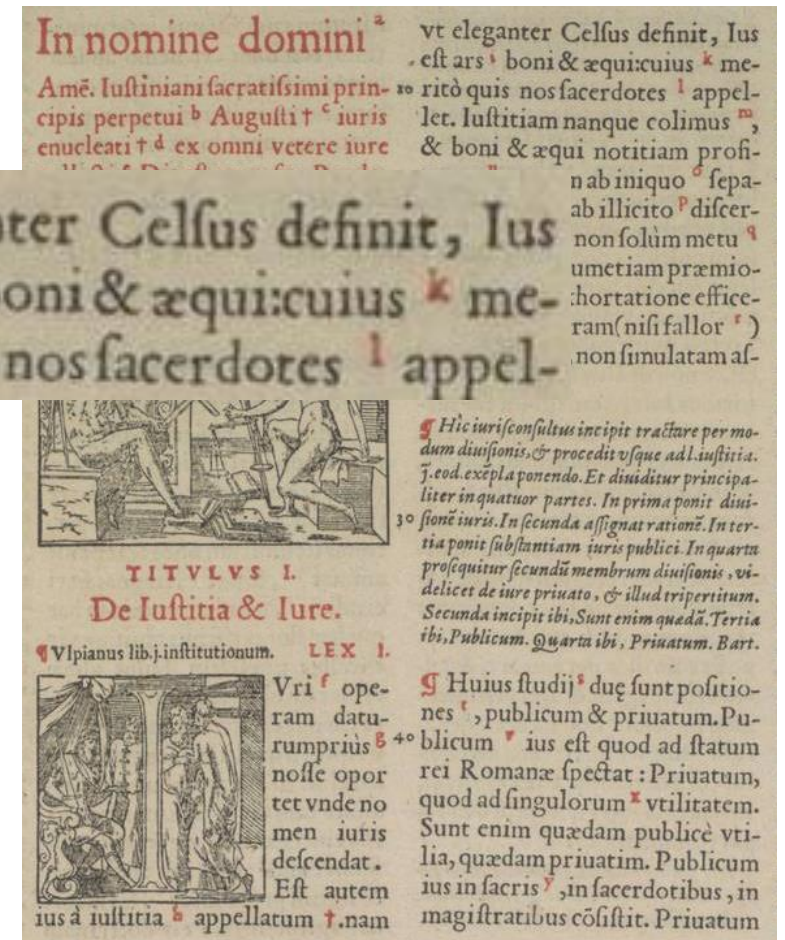 In nomine domini a
Amē. Iuſtiniani ſacratiſsimi prin-
cipis perpetui b Auguſti † c iuris
enucleati † d ex omni vetere iure
TITVLVS I.
De Iuſtitia & Iure.
¶ Vlpianus lib.j.inſtitutionum. LEX I.
IVri f ope-
ram datu-
rumpriùs g
noſſe opor
tet vnde no
men iuris
deſcendat.
Eſt autem
ius à iuſtitia h appellatum †.nam
vt eleganter Celſus definit, Ius
eſt ars i boni & æqui:cuius k me-
10 ritò quis nos ſacerdotes l appel-
let. Iuſtitiam nanque colimus m,
& boni & æqui notitiam profi-
ab iniquo o ſepa-
ab illicito p diſcer-
non ſolùm metu q
etiam præmio-
hortatione effice-
(niſi fallor r )
non ſimulatam aſ-
Celſus definit, Ius
& æqui:cuius k me-
nos ſacerdotes l appel-
¶ Hic iuriſconſultus incipit tractare per mo-
dum diuiſionis,& procedit vſque ad l.iuſtitia.
j.eod.exēpla ponendo.Et diuiditur principa-
liter in quatuor partes. In prima ponit diui-
30 ſionē iuris.In ſecunda aſſignat rationē.In ter-
tia ponit ſubſtantiam iuris publici. In quarta
proſequitur ſecundū membrum diuiſionis , vi-
delicet de iure priuato , & illud tripertitum.
Secunda incipit ibi,Sunt enim quædā.Tertia
ibi,Publicum. Quarta ibi , Priuatum. Bart.
¶ Huius ſtudij s duę ſunt poſitio-
nes t , publicum & priuatum.Pu-
40 blicum v ius eſt quod ad ſtatum
rei Romanæ ſpectat : Priuatum,
quod ad ſingulorum x vtilitatem.
Sunt enim quædam publicè vti-
lia, quædam priuatim. Publicum
ius in ſacris y , in ſacerdotibus , in
magiſtratibus cōſiſtit. Priuatum